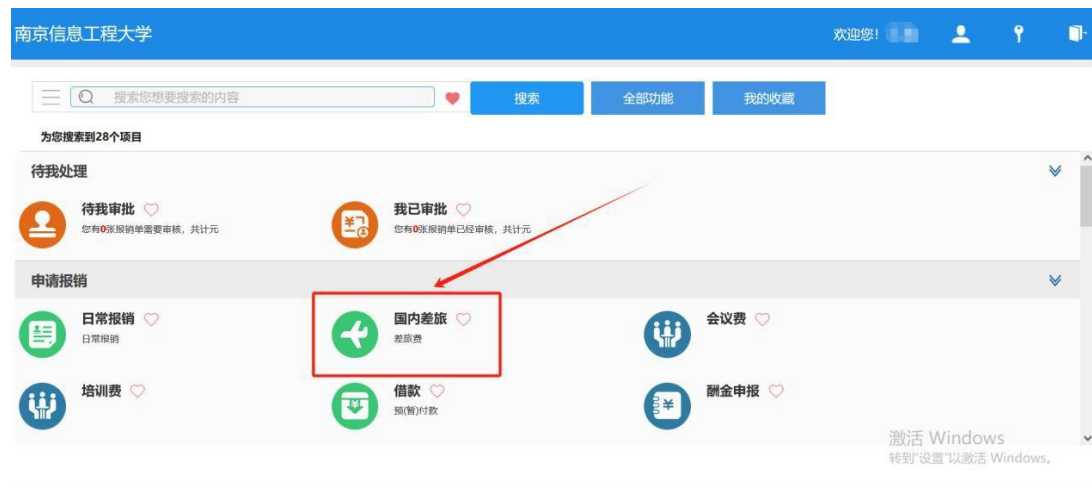 南京信息工程大学
欢迎您!
搜索您想要搜索的内容
搜索
全部功能
我的收藏
为您搜索到28个项目
待我处理
待我审批
您有0张报销单需要审核，共计元
我已审批
您有0张报销单已经审核，共计元
申请报销
日常报销
日常报销
国内差旅
差旅费
会议费
培训费
借款
预(暂)付款
酬金申报
激活 Windows
转到"设置"以激活 Windows。